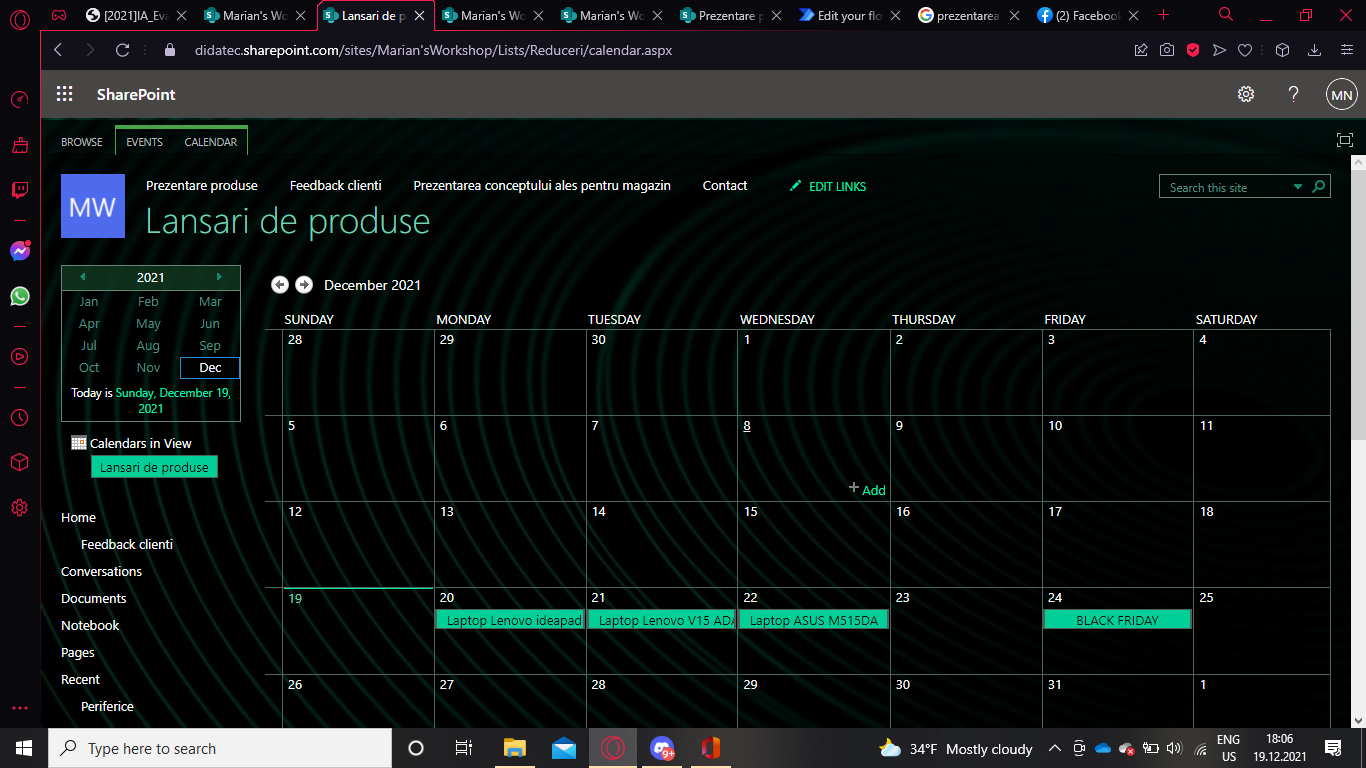 [2021]IA_Eva
Marian's Wo
Lansari de p
Marian's Wo
Marian's Wo
Prezentare p
Edit your flo
prezentarea
(2) Facebook
didatec.sharepoint.com/sites/Marian'sWorkshop/Lists/Reduceri/calendar.aspx
SharePoint
?
MN
BROWSE
EVENTS
CALENDAR
MW
Prezentare produse
Feedback clienti
Prezentarea conceptului ales pentru magazin
Contact
EDIT LINKS
Search this site
Lansari de produse
2021
Jan Feb Mar
Apr May Jun
Jul Aug Sep
Oct Nov Dec
Today is Sunday, December 19,
2021
Calendars in View
Lansari de produse
Home
Feedback clienti
Conversations
Documents
Notebook
Pages
Recent
Periferice
December 2021
SUNDAY MONDAY TUESDAY WEDNESDAY THURSDAY FRIDAY SATURDAY
28 29 30 1 2 3 4
5 6 7 8 9 10 11
Add
12 13 14 15 16 17 18
19 20 21 22 23 24 25
Laptop Lenovo ideapad
Laptop Lenovo V15 ADA
Laptop ASUS M515DA
BLACK FRIDAY
26 27 28 29 30 31 1
Type here to search
9+
34°F Mostly cloudy
ENG
US
18:06
19.12.2021